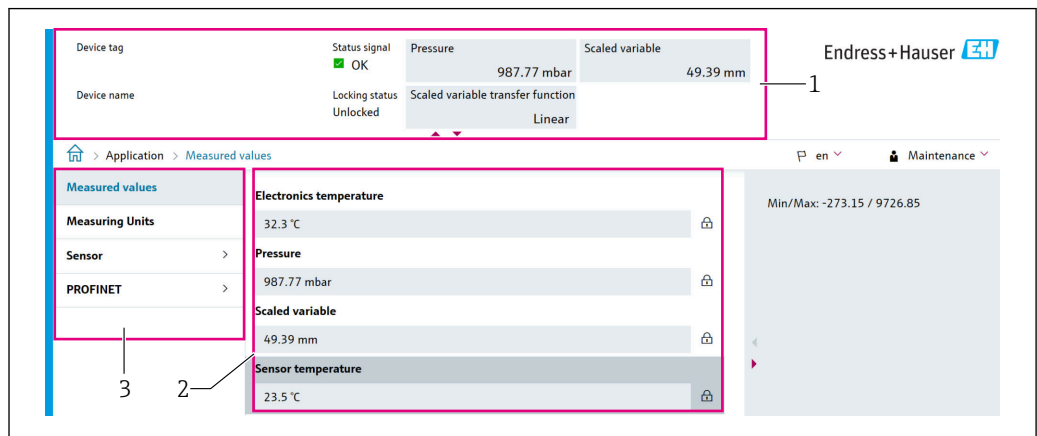 Device tag
Status signal
OK
Pressure
987.77 mbar
Scaled variable
49.39 mm
Endress+Hauser EH
1
Device name
Locking status
Unlocked
Scaled variable transfer function
Linear
> Application > Measured values
en
Maintenance
Measured values
Measuring Units
Sensor >
PROFINET >
3
2
Electronics temperature
32.3 °C
Pressure
987.77 mbar
Scaled variable
49.39 mm
Sensor temperature
23.5 °C
Min/Max: -273.15 / 9726.85